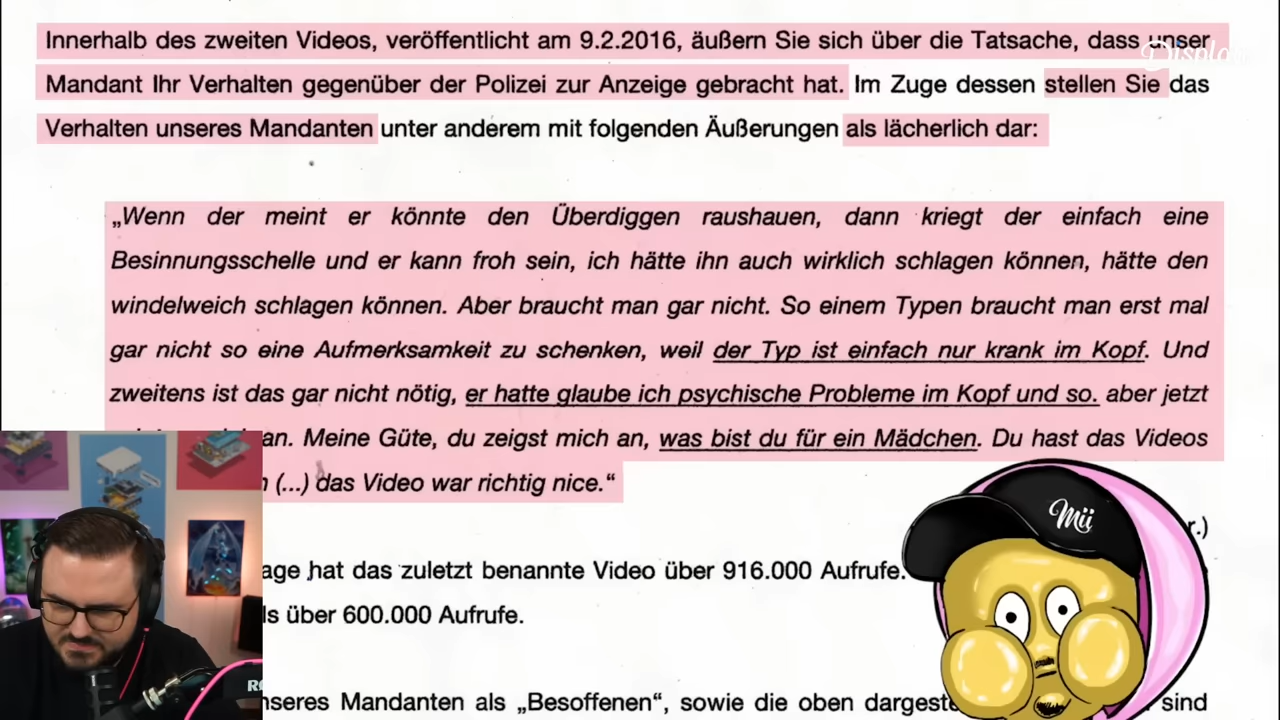 Innerhalb des zweiten Videos, veröffentlicht am 9.2.2016, äußern Sie sich über die Tatsache, dass unser
Mandant Ihr Verhalten gegenüber der Polizei zur Anzeige gebracht hat. Im Zuge dessen stellen Sie das
Verhalten unseres Mandanten unter anderem mit folgenden Äußerungen als lächerlich dar:
„Wenn der meint er könnte den Überdiggen raushauen, dann kriegt der einfach eine
Besinnungsschelle und er kann froh sein, ich hätte ihn auch wirklich schlagen können, hätte den
windelweich schlagen können. Aber braucht man gar nicht. So einem Typen braucht man erst mal
gar nicht so eine Aufmerksamkeit zu schenken, weil der Typ ist einfach nur krank im Kopf. Und
zweitens ist das gar nicht nötig, er hatte glaube ich psychische Probleme im Kopf und so. aber jetzt
an. Meine Güte, du zeigst mich an, was bist du für ein Mädchen. Du hast das Videos
(...) das Video war richtig nice.“
r.)
age hat das zuletzt benannte Video über 916.000 Aufrufe.
ls über 600.000 Aufrufe.
nseres Mandanten als „Besoffenen“, sowie die oben dargeste sind
Mü